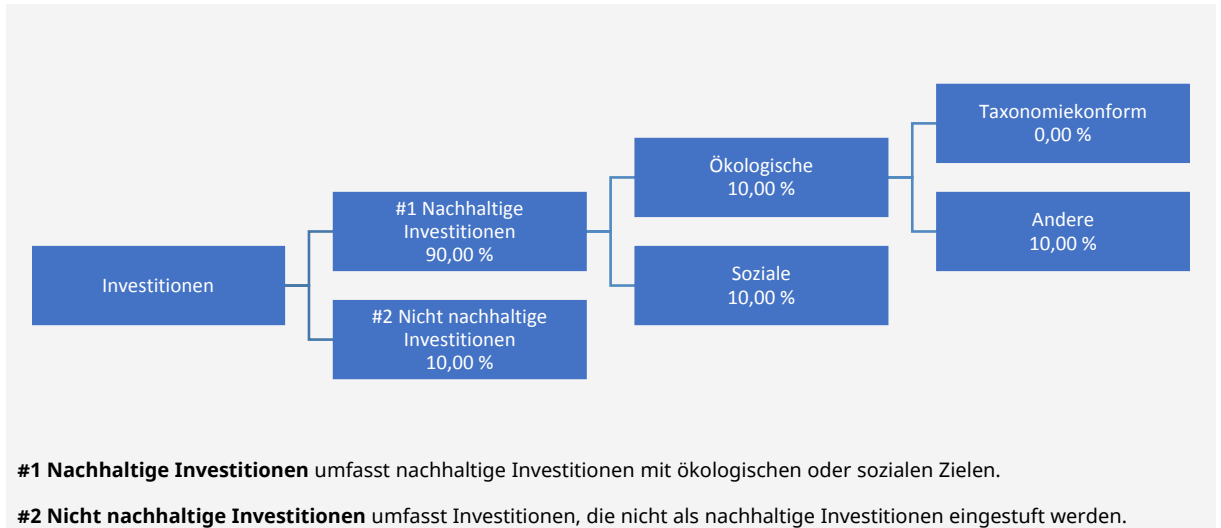 Investitionen
#1 Nachhaltige
Investitionen
90,00 %
#2 Nicht nachhaltige
Investitionen
10,00 %
Ökologische
10,00 %
Soziale
10,00 %
Taxonomiekonform
0,00 %
Andere
10,00 %
#1 Nachhaltige Investitionen umfasst nachhaltige Investitionen mit ökologischen oder sozialen Zielen.
#2 Nicht nachhaltige Investitionen umfasst Investitionen, die nicht als nachhaltige Investitionen eingestuft werden.